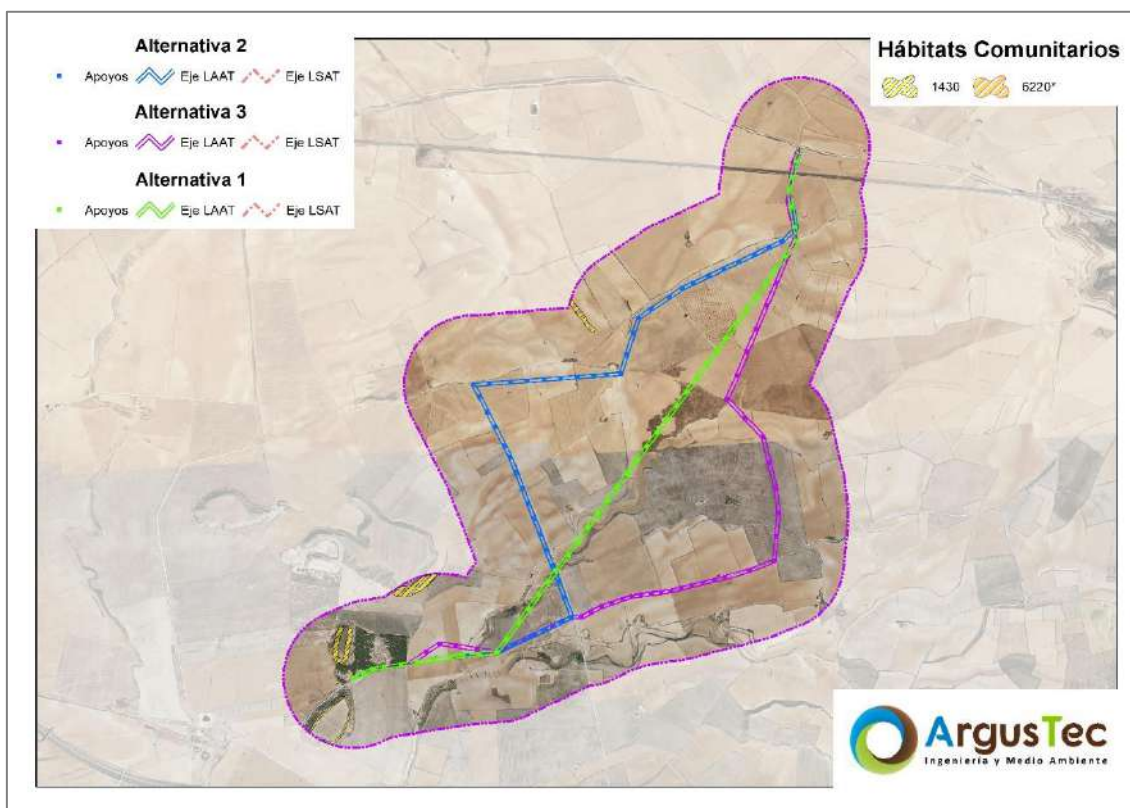 Alternativa 2
Apoyos Eje LAAT Eje LSAT
Alternativa 3
Apoyos Eje LAAT Eje LSAT
Alternativa 1
Apoyos Eje LAAT Eje LSAT
Hábitats Comunitarios
1430 6220*
ArgusTec
Ingeniería y Medio Ambiente